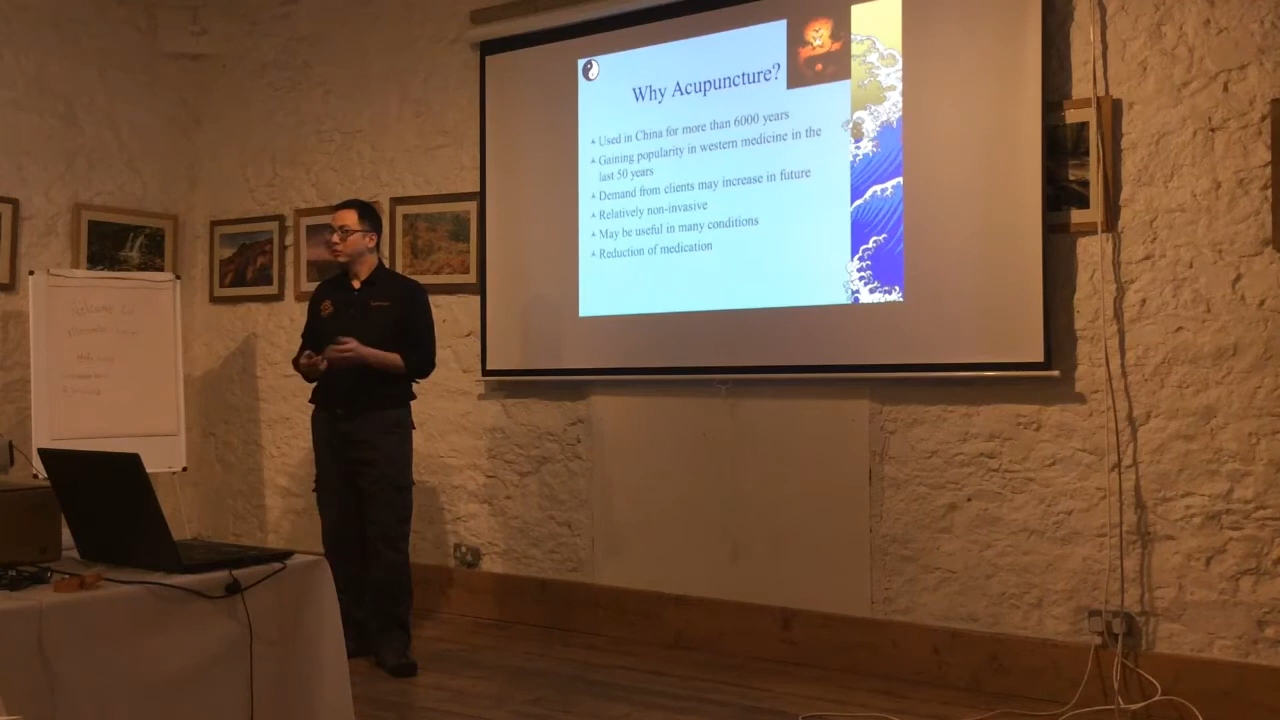 Why Acupuncture?
Used in China for more than 6000 years
Gaining popularity in western medicine in the
last 50 years
Demand from clients may increase in future
Relatively non-invasive
May be useful in many conditions
Reduction of medication
Welcome to